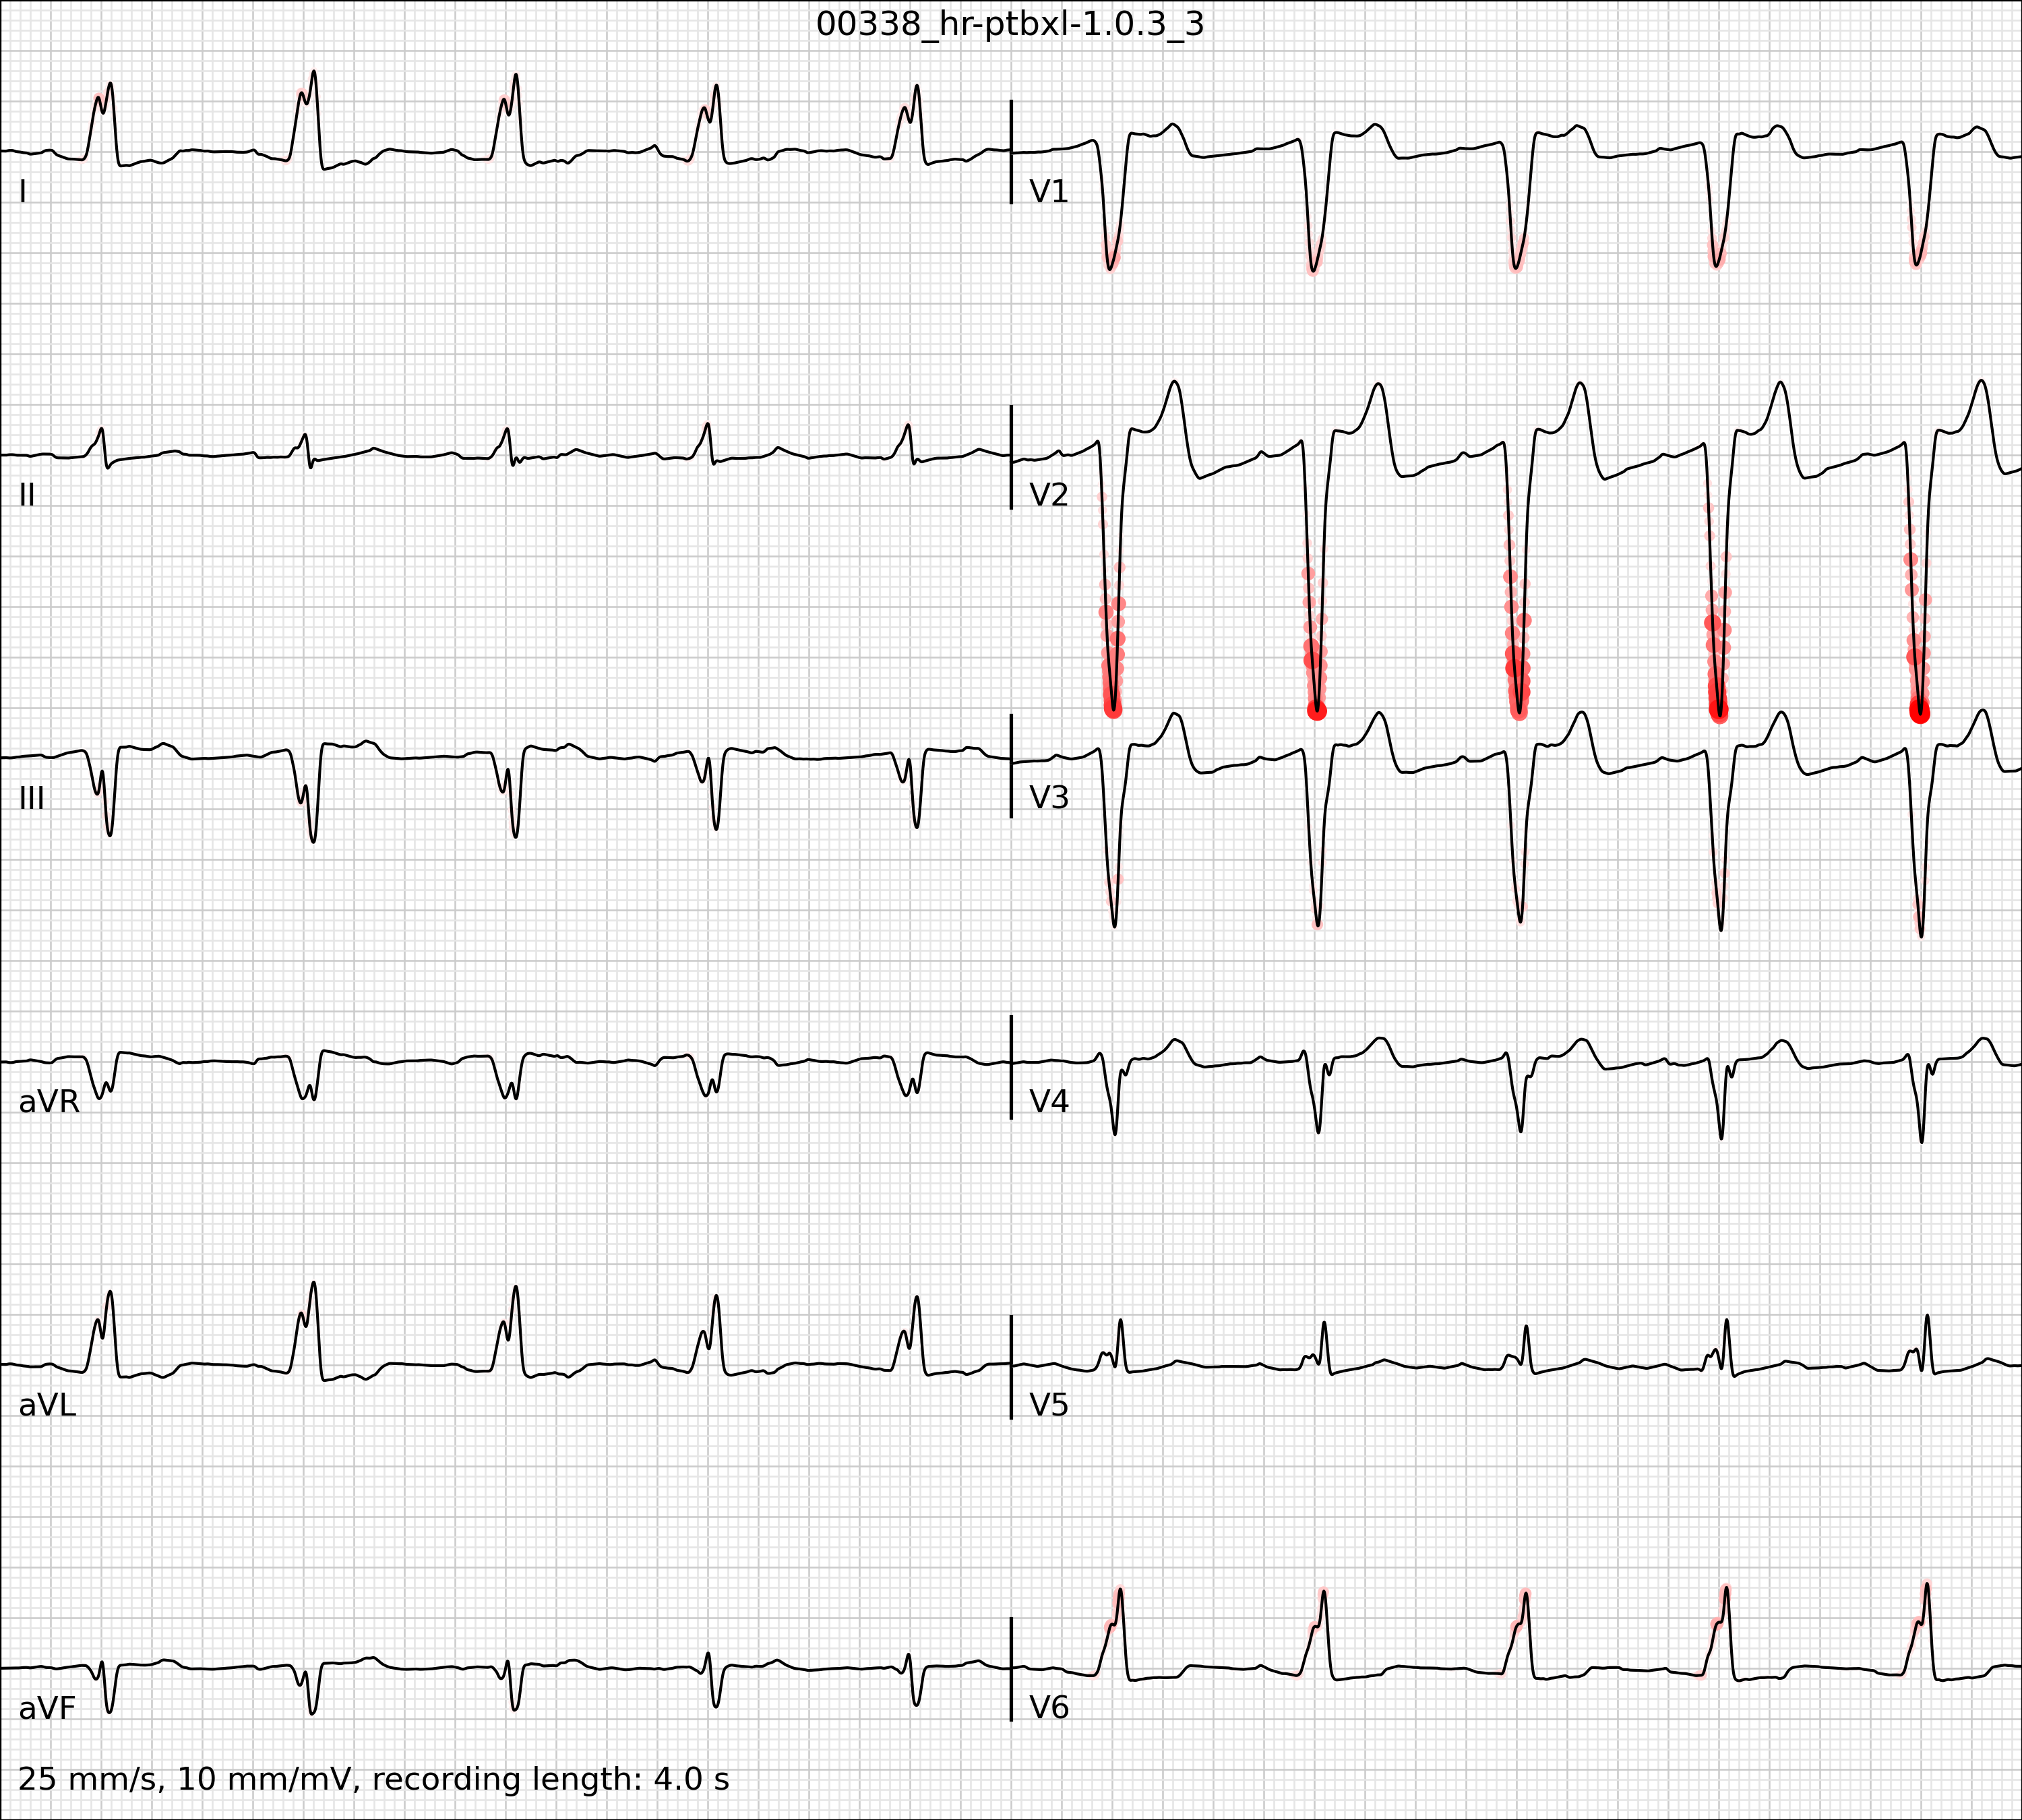 00338_hr-ptbxl-1.0.3_3
I
V1
II
V2
III
V3
aVR
V4
aVL
V5
aVF
V6
25 mm/s, 10 mm/mV, recording length: 4.0 s